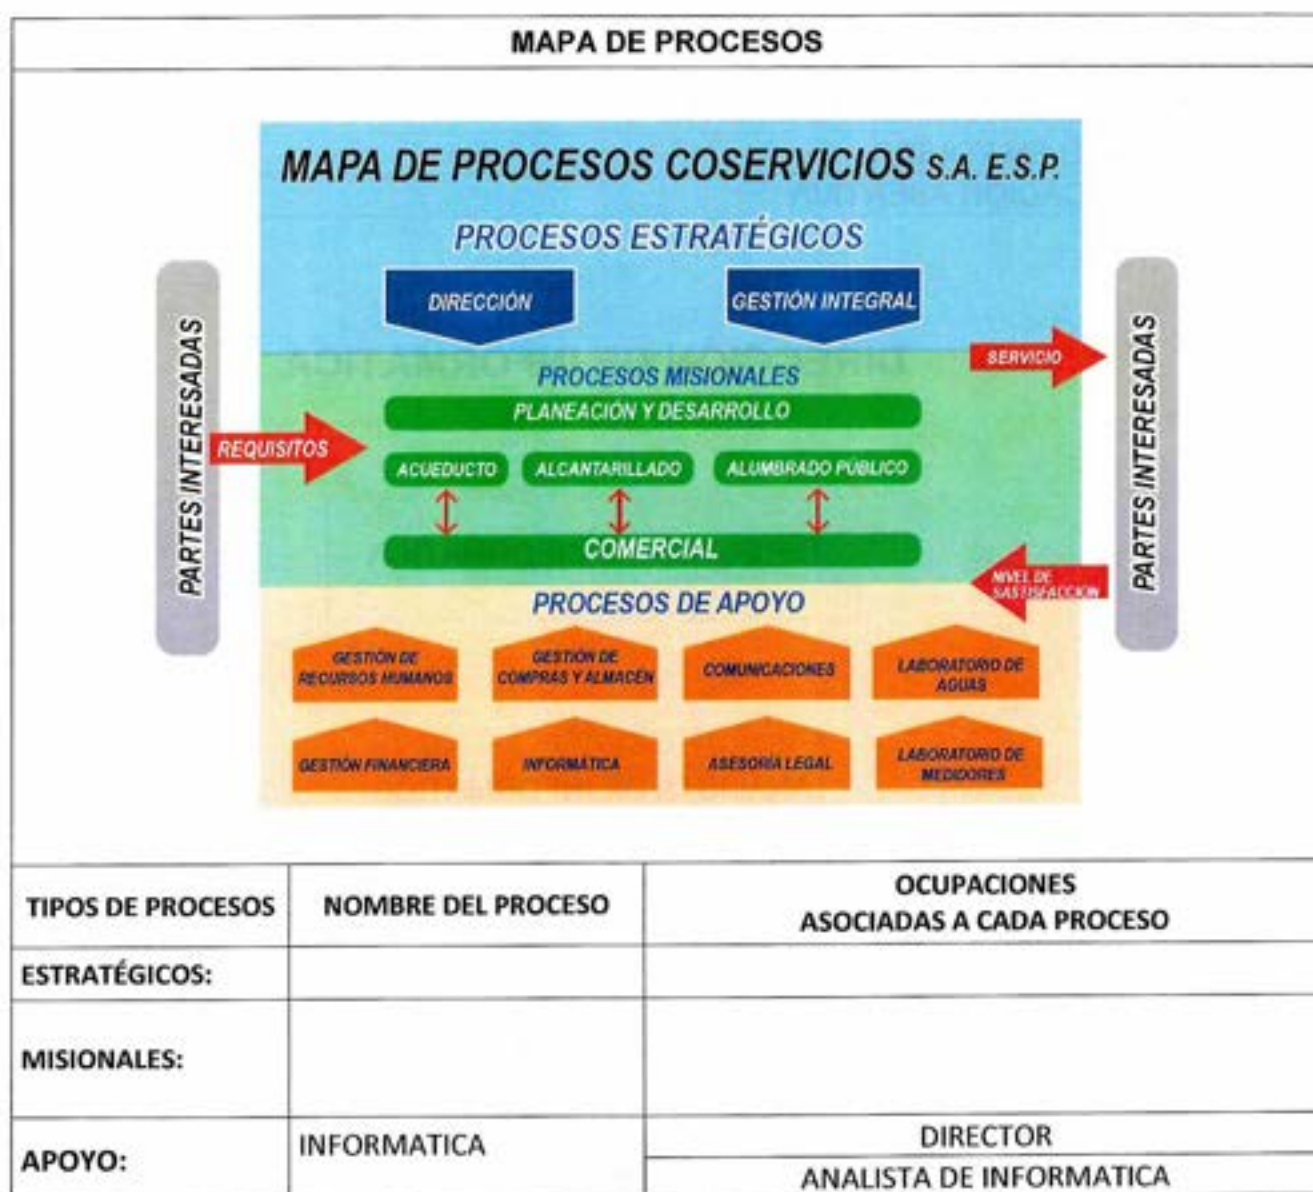 MAPA DE PROCESOS
MAPA DE PROCESOS COSERVICIOS S.A. E.S.P.
PROCESOS ESTRATÉGICOS
DIRECCIÓN
GESTIÓN INTEGRAL
PARTES INTERESADAS
REQUISITOS
SERVICIO
PARTES INTERESADAS
PROCESOS MISIONALES
PLANEACIÓN Y DESARROLLO
ACUEDUCTO
ALCANTARILLADO
ALUMBRADO PÚBLICO
COMERCIAL
NIVEL DE
SASTISFACCIÓN
PROCESOS DE APOYO
GESTIÓN DE
RECURSOS HUMANOS
GESTIÓN DE
COMPRAS Y ALMACÉN
COMUNICACIONES
LABORATORIO DE
AGUAS
GESTIÓN FINANCIERA
INFORMÁTICA
ASESORÍA LEGAL
LABORATORIO DE
MEDIDORES
TIPOS DE PROCESOS
NOMBRE DEL PROCESO
OCUPACIONES
ASOCIADAS A CADA PROCESO
ESTRATÉGICOS:
MISIONALES:
APOYO:
INFORMATICA
DIRECTOR
ANALISTA DE INFORMATICA